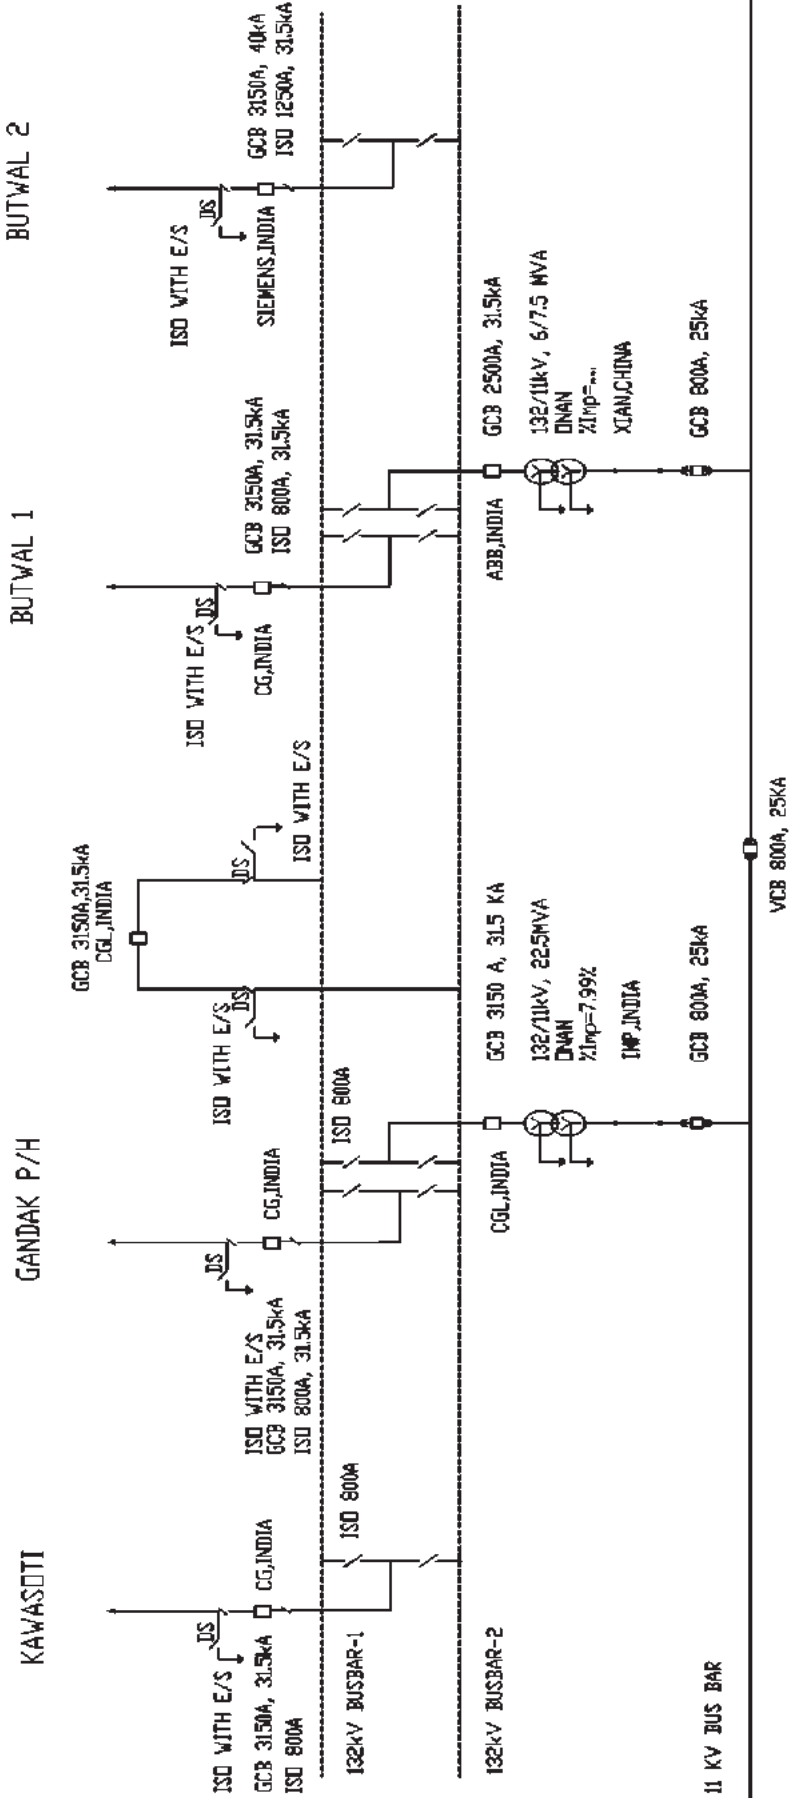 KAWASOTI
GANDAK P/H
BUTWAL 1
BUTWAL 2
ISO WITH E/S
DS
GCB 3150A, 31.5kA
ISO 800A
CG,INDIA
ISO 800A
DS
ISO WITH E/S
GCB 3150A, 31.5kA
ISO 800A, 31.5kA
CG,INDIA
ISO 800A
GCB 3150A,31.5kA
CGL,INDIA
ISO WITH E/S
DS
DS
ISO WITH E/S
ISO WITH E/S
DS
CG,INDIA
GCB 3150A, 31.5kA
ISO 800A, 31.5kA
ISO WITH E/S
DS
SIEMENS,INDIA
GCB 3150A, 40kA
ISO 1250A, 31.5kA
132kV BUSBAR-1
132kV BUSBAR-2
CGL,INDIA
GCB 3150 A, 31.5 KA
132/11kV, 22.5MVA
ONAN
%Imp=7.99%
IMP,INDIA
GCB 800A, 25kA
ABB,INDIA
GCB 2500A, 31.5kA
132/11kV, 6/7.5 MVA
ONAN
%Imp=
XIAN,CHINA
GCB 800A, 25kA
11 KV BUS BAR
VCB 800A, 25KA